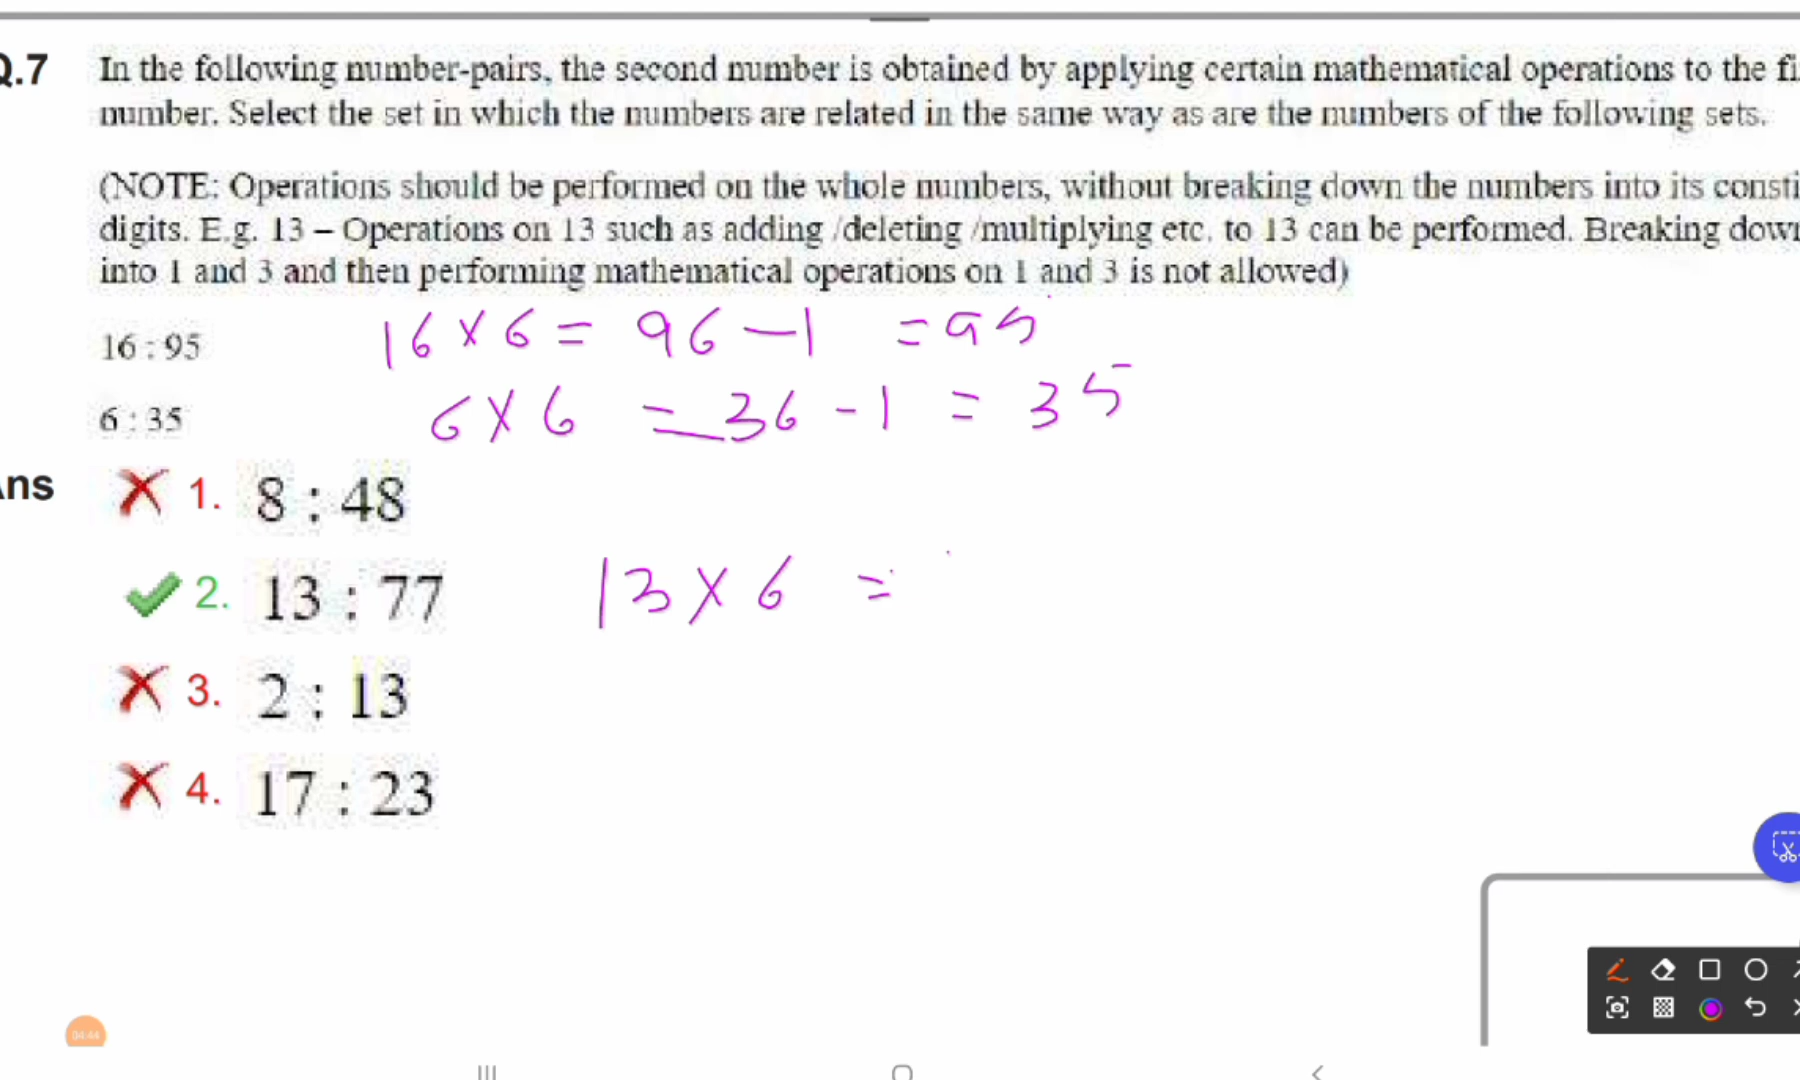 Q.7 In the following number-pairs, the second number is obtained by applying certain mathematical operations to the fi
number. Select the set in which the numbers are related in the same way as are the numbers of the following sets.
(NOTE: Operations should be performed on the whole numbers, without breaking down the numbers into its consti
digits. E.g. 13 – Operations on 13 such as adding /deleting /multiplying etc. to 13 can be performed. Breaking down
into 1 and 3 and then performing mathematical operations on 1 and 3 is not allowed)
16 : 95 16 × 6 = 96 – 1 = 95
6 : 35 6 × 6 = 36 - 1 = 35
Ans 1. 8 : 48
2. 13 : 77 13 × 6 =
3. 2 : 13
4. 17 : 23
04:44